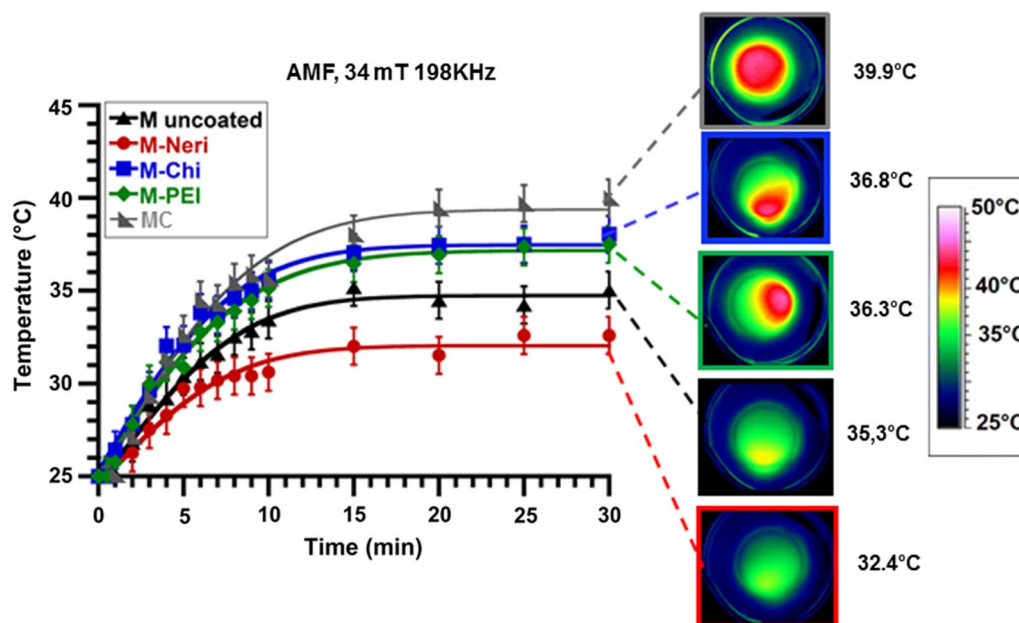 AMF, 34 mT 198KHz
M uncoated
M-Neri
M-Chi
M-PEI
MC
Temperature (°C)
45
40
35
30
25
0 5 10 15 20 25 30
Time (min)
39.9°C
36.8°C
36.3°C
35,3°C
32.4°C
50°C
40°C
35°C
25°C